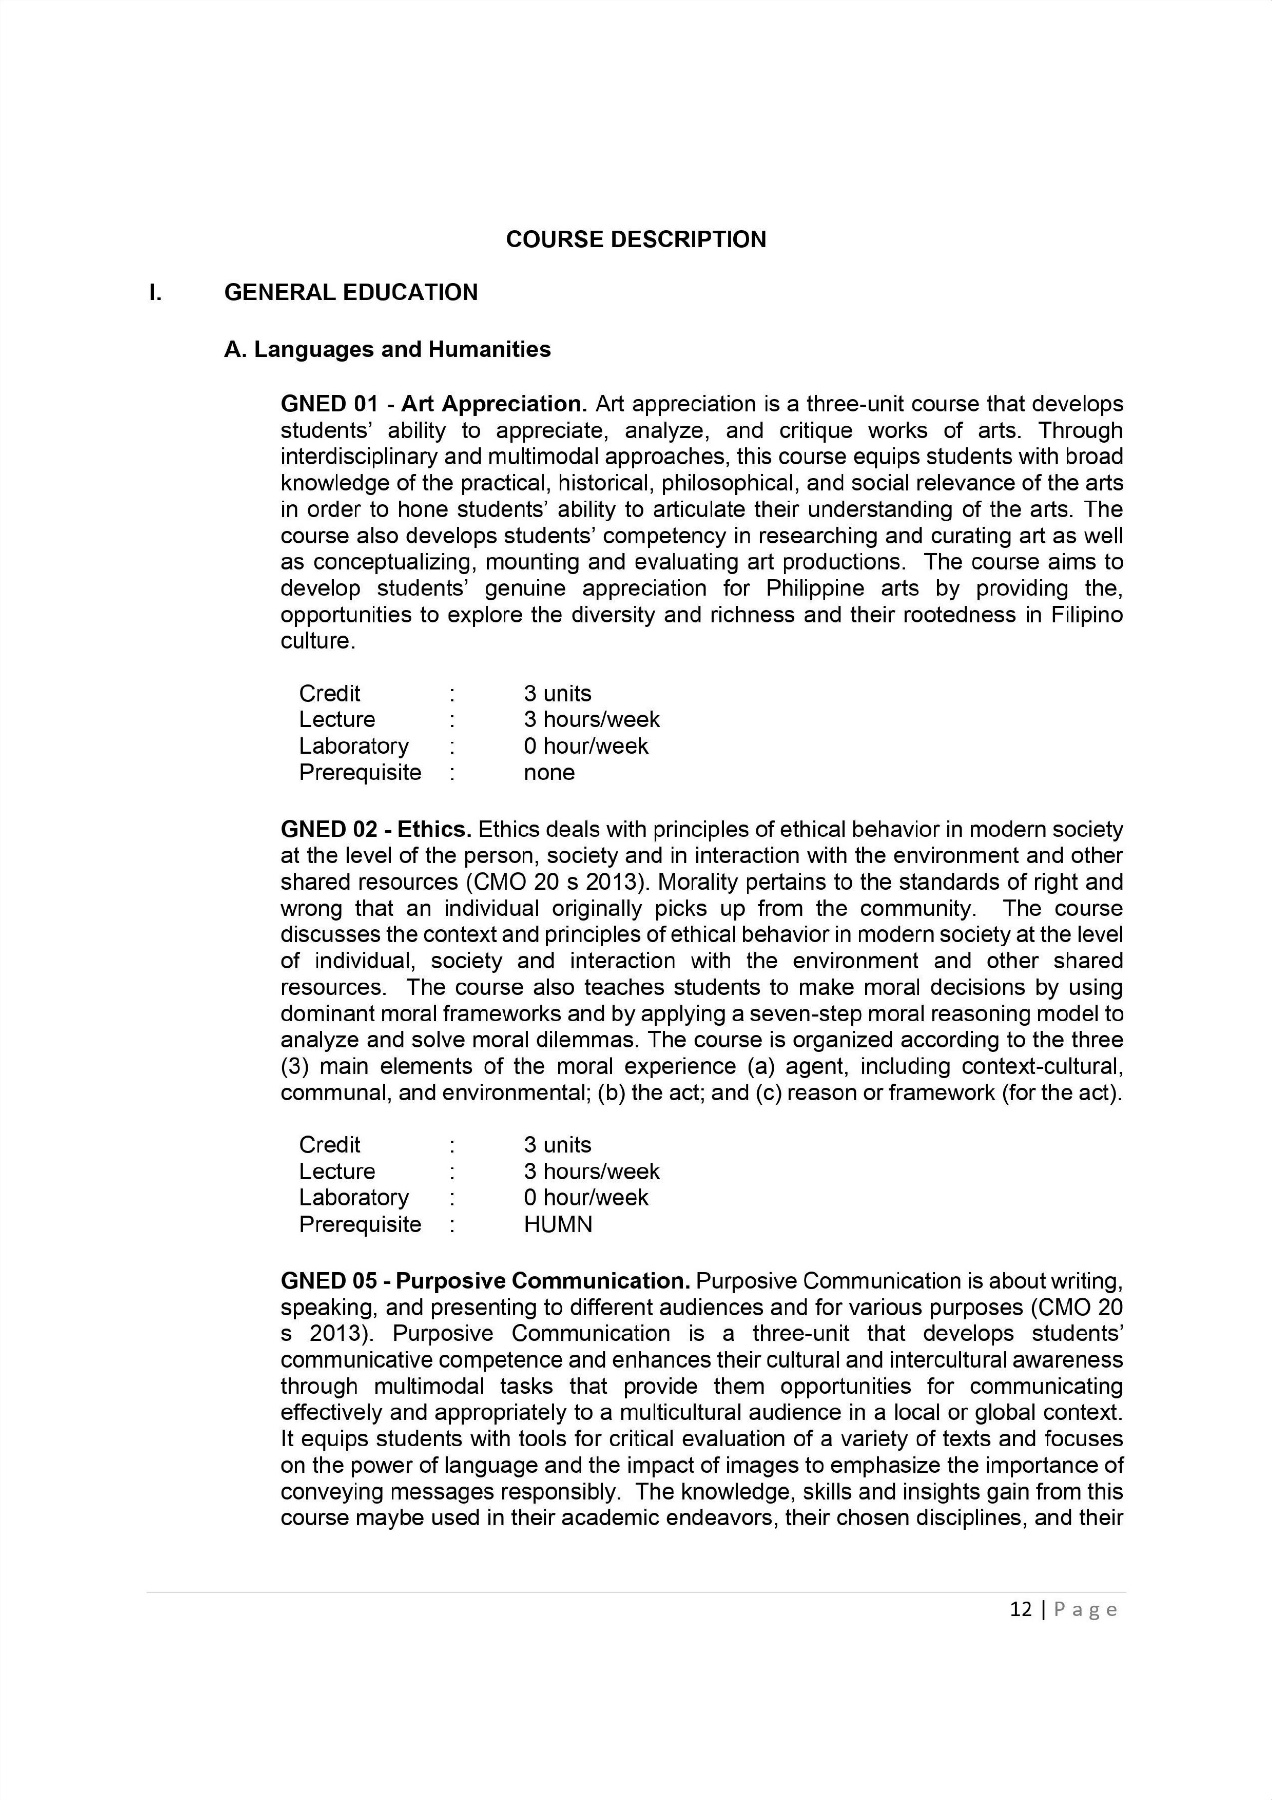 COURSE DESCRIPTION
I. GENERAL EDUCATION
A. Languages and Humanities
GNED 01 - Art Appreciation. Art appreciation is a three-unit course that develops
students’ ability to appreciate, analyze, and critique works of arts. Through
interdisciplinary and multimodal approaches, this course equips students with broad
knowledge of the practical, historical, philosophical, and social relevance of the arts
in order to hone students’ ability to articulate their understanding of the arts. The
course also develops students’ competency in researching and curating art as well
as conceptualizing, mounting and evaluating art productions. The course aims to
develop students’ genuine appreciation for Philippine arts by providing the,
opportunities to explore the diversity and richness and their rootedness in Filipino
culture.
Credit : 3 units
Lecture : 3 hours/week
Laboratory : 0 hour/week
Prerequisite : none
GNED 02 - Ethics. Ethics deals with principles of ethical behavior in modern society
at the level of the person, society and in interaction with the environment and other
shared resources (CMO 20 s 2013). Morality pertains to the standards of right and
wrong that an individual originally picks up from the community. The course
discusses the context and principles of ethical behavior in modern society at the level
of individual, society and interaction with the environment and other shared
resources. The course also teaches students to make moral decisions by using
dominant moral frameworks and by applying a seven-step moral reasoning model to
analyze and solve moral dilemmas. The course is organized according to the three
(3) main elements of the moral experience (a) agent, including context-cultural,
communal, and environmental; (b) the act; and (c) reason or framework (for the act).
Credit : 3 units
Lecture : 3 hours/week
Laboratory : 0 hour/week
Prerequisite : HUMN
GNED 05 - Purposive Communication. Purposive Communication is about writing,
speaking, and presenting to different audiences and for various purposes (CMO 20
s 2013). Purposive Communication is a three-unit that develops students’
communicative competence and enhances their cultural and intercultural awareness
through multimodal tasks that provide them opportunities for communicating
effectively and appropriately to a multicultural audience in a local or global context.
It equips students with tools for critical evaluation of a variety of texts and focuses
on the power of language and the impact of images to emphasize the importance of
conveying messages responsibly. The knowledge, skills and insights gain from this
course maybe used in their academic endeavors, their chosen disciplines, and their
12 | Page